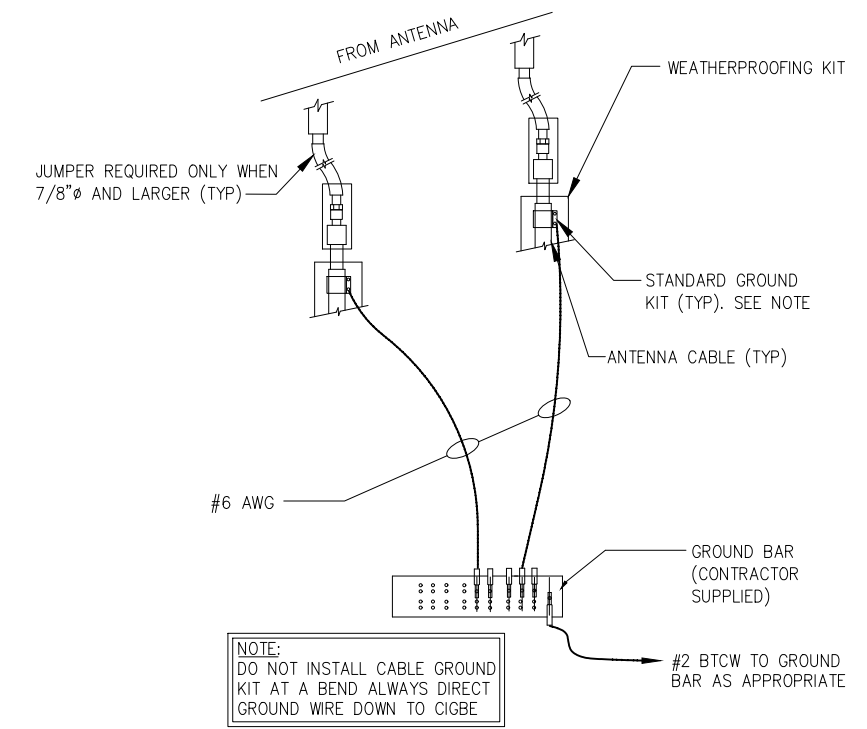 FROM ANTENNA
WEATHERPROOFING KIT
JUMPER REQUIRED ONLY WHEN
7/8"ø AND LARGER (TYP)
STANDARD GROUND
KIT (TYP). SEE NOTE
ANTENNA CABLE (TYP)
#6 AWG
GROUND BAR
(CONTRACTOR
SUPPLIED)
NOTE:
DO NOT INSTALL CABLE GROUND
KIT AT A BEND ALWAYS DIRECT
GROUND WIRE DOWN TO CIGBE
#2 BTCW TO GROUND
BAR AS APPROPRIATE